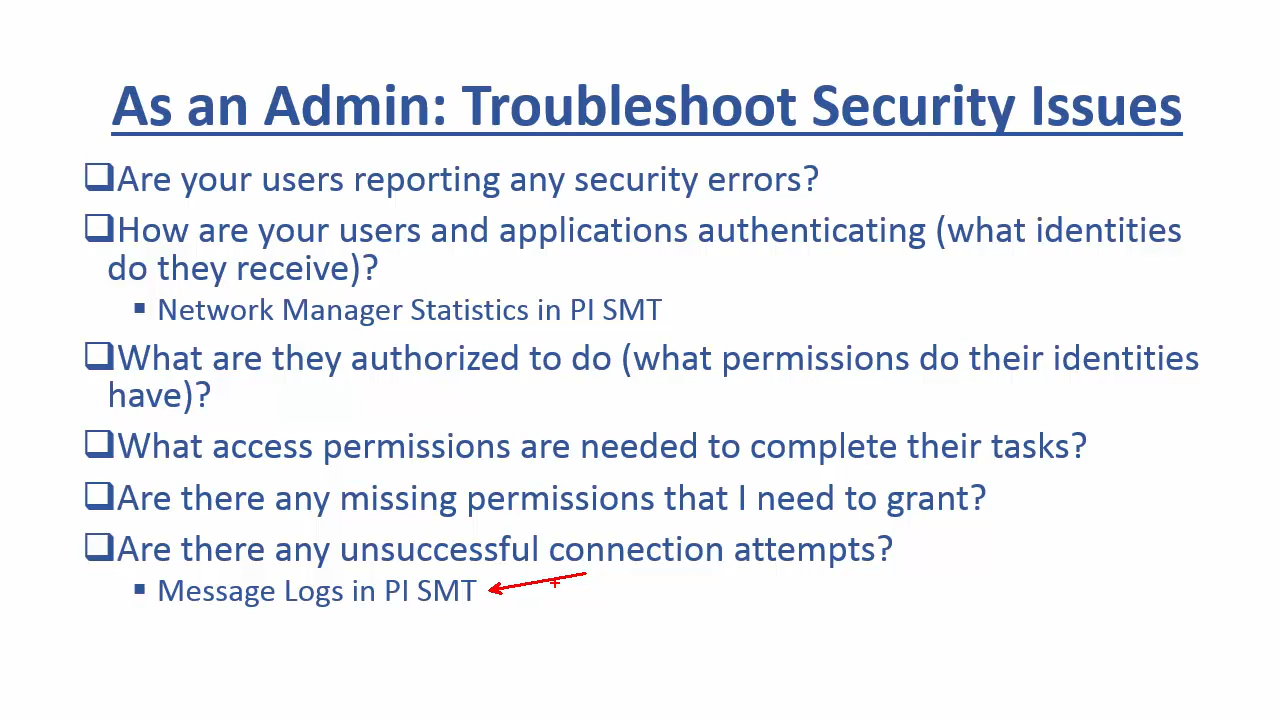 As an Admin: Troubleshoot Security Issues
Are your users reporting any security errors?
How are your users and applications authenticating (what identities
do they receive)?
Network Manager Statistics in PI SMT
What are they authorized to do (what permissions do their identities
have)?
What access permissions are needed to complete their tasks?
Are there any missing permissions that I need to grant?
Are there any unsuccessful connection attempts?
Message Logs in PI SMT